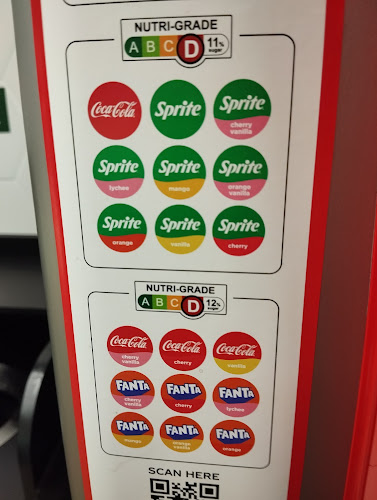 NUTRI-GRADE
A B C D 11% sugar
Coca-Cola Sprite Sprite cherry vanilla
Sprite lychee Sprite mango Sprite orange vanilla
Sprite orange Sprite vanilla Sprite cherry
NUTRI-GRADE
A B C D 12% sugar
Coca-Cola cherry vanilla Coca-Cola cherry Coca-Cola vanilla
FANTA cherry vanilla FANTA cherry FANTA lychee
FANTA mango FANTA orange vanilla FANTA orange
SCAN HERE